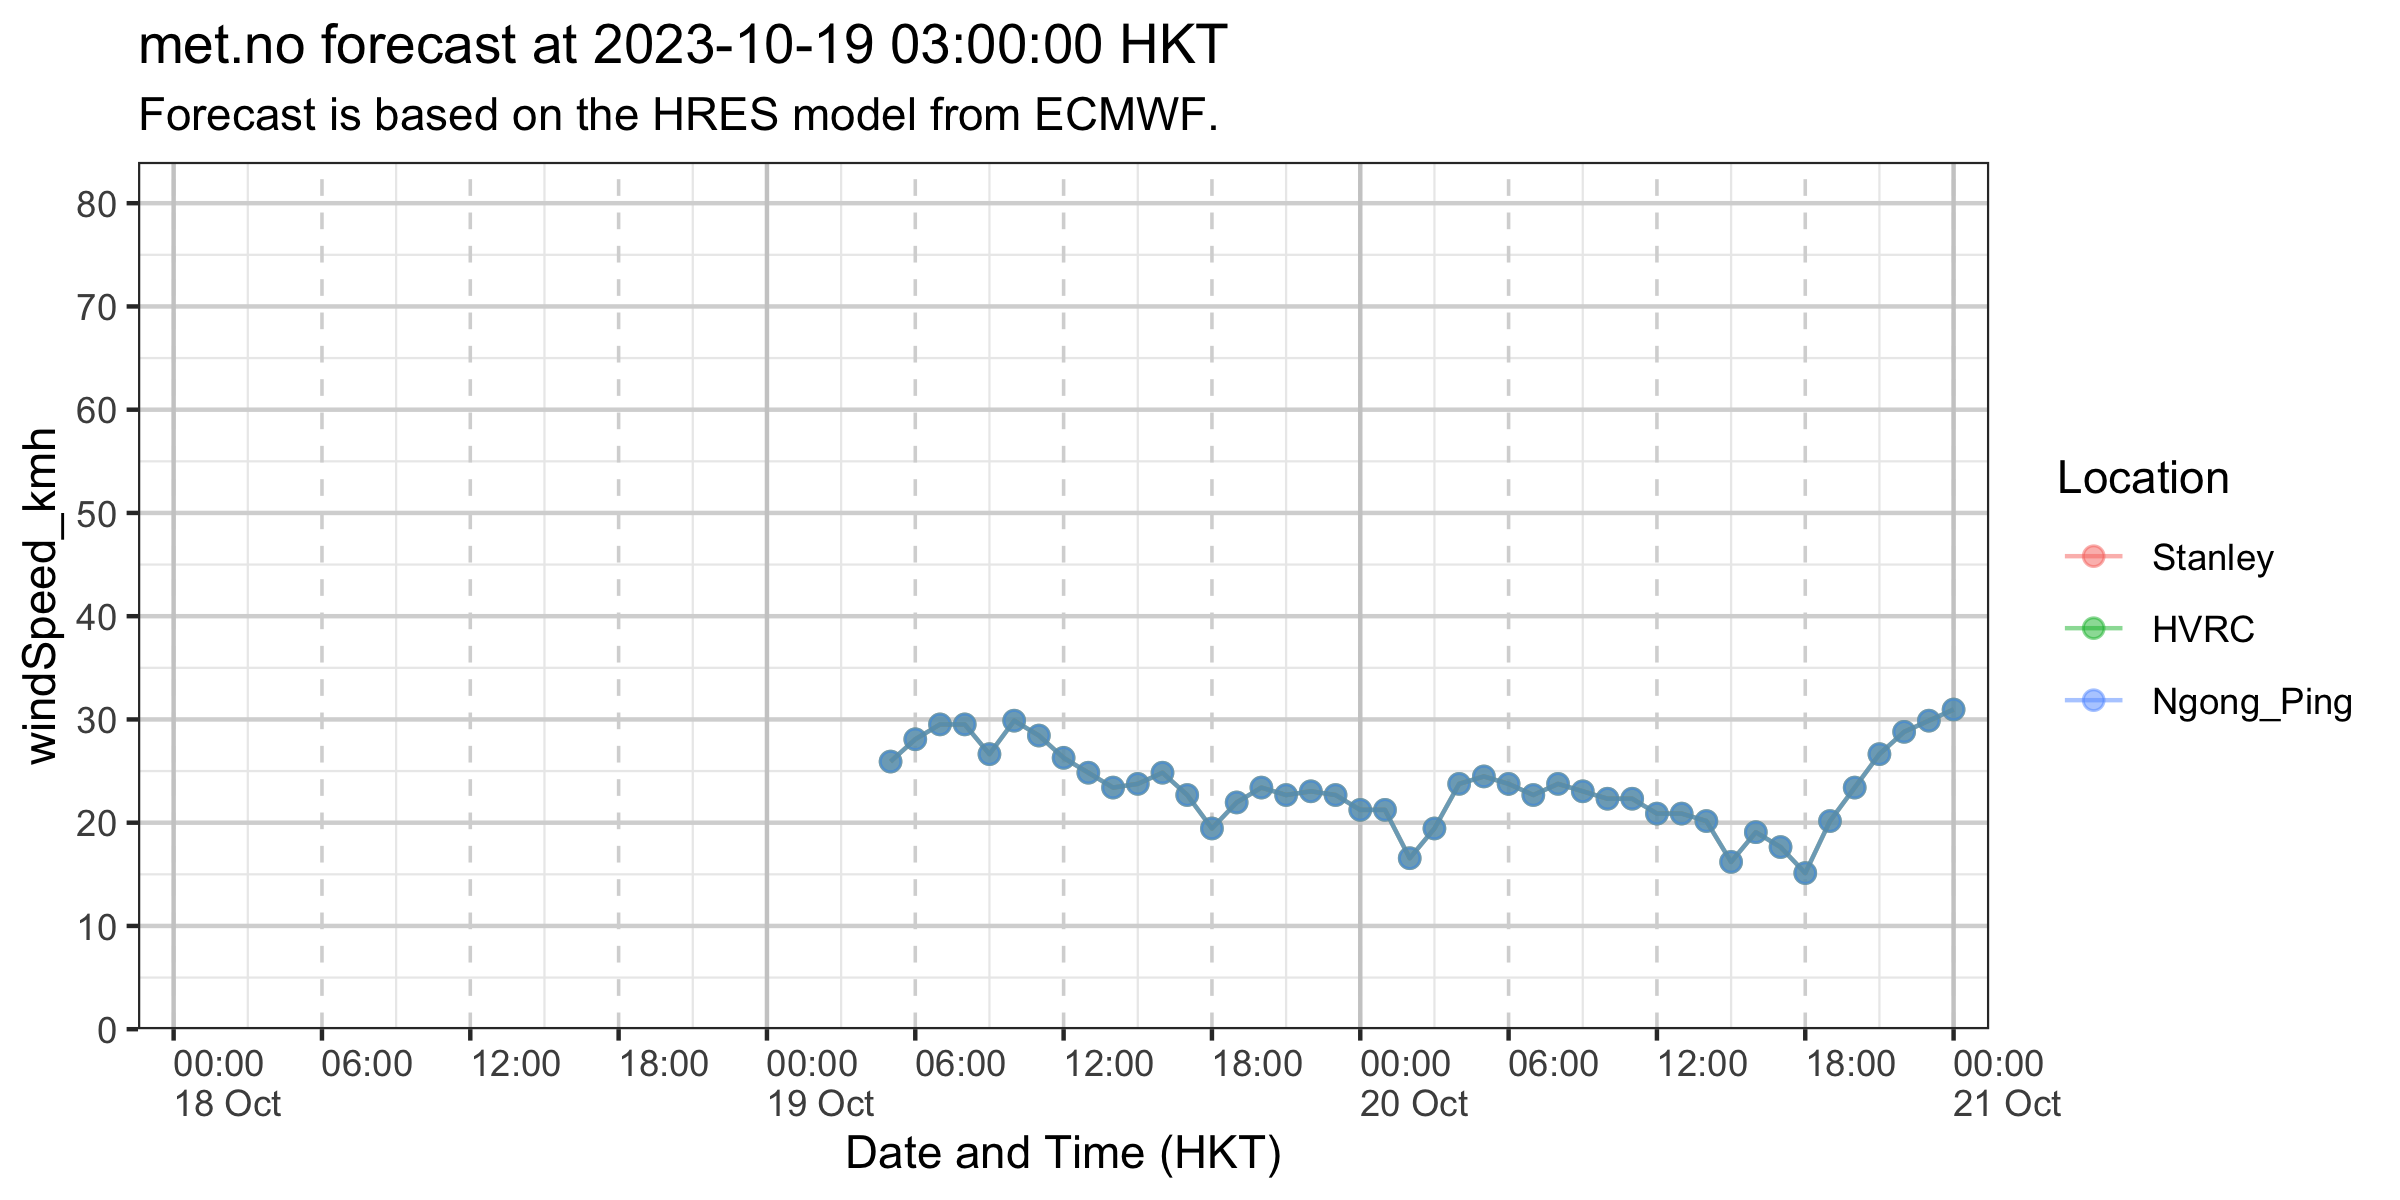 met.no forecast at 2023-10-19 03:00:00 HKT
Forecast is based on the HRES model from ECMWF.
windSpeed_kmh
80
70
60
50
40
30
20
10
0
00:00 06:00 12:00 18:00 00:00 06:00 12:00 18:00 00:00 06:00 12:00 18:00 00:00
18 Oct 19 Oct 20 Oct 21 Oct
Date and Time (HKT)
Location
Stanley
HVRC
Ngong_Ping